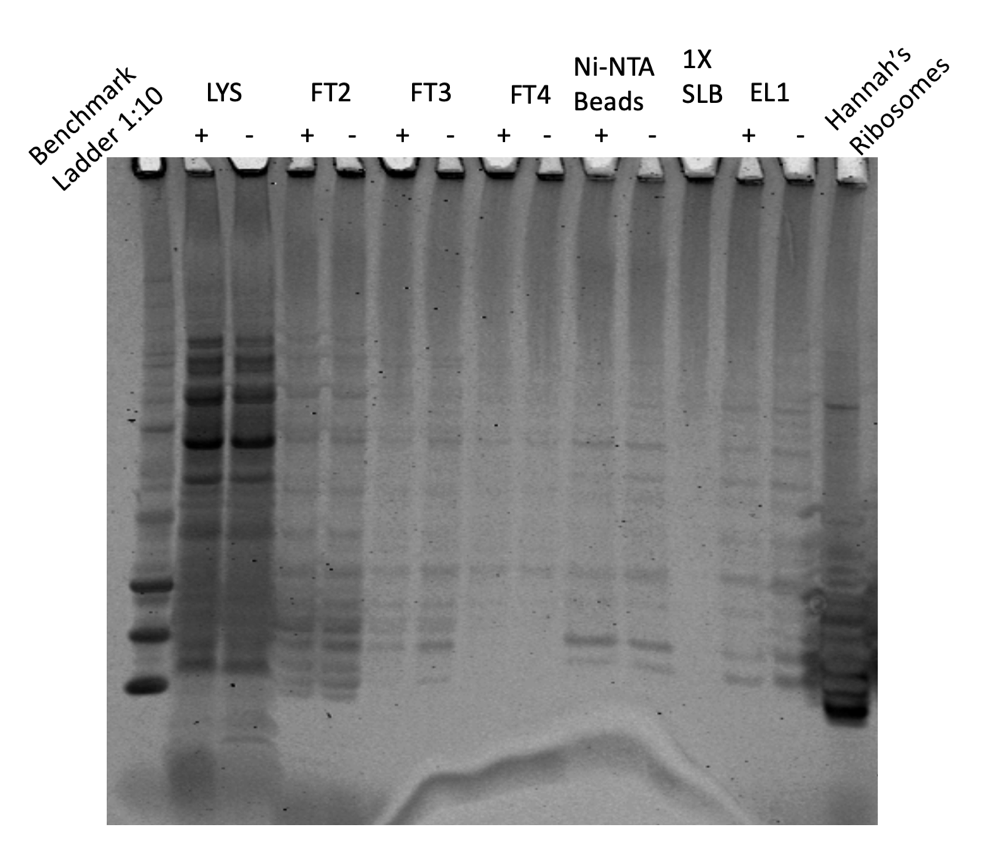 Benchmark
Ladder 1:10
LYS
FT2
FT3
FT4
Ni-NTA
Beads
1X
SLB
EL1
Hannah's
Ribosomes
+ - + - + - + - + - + -